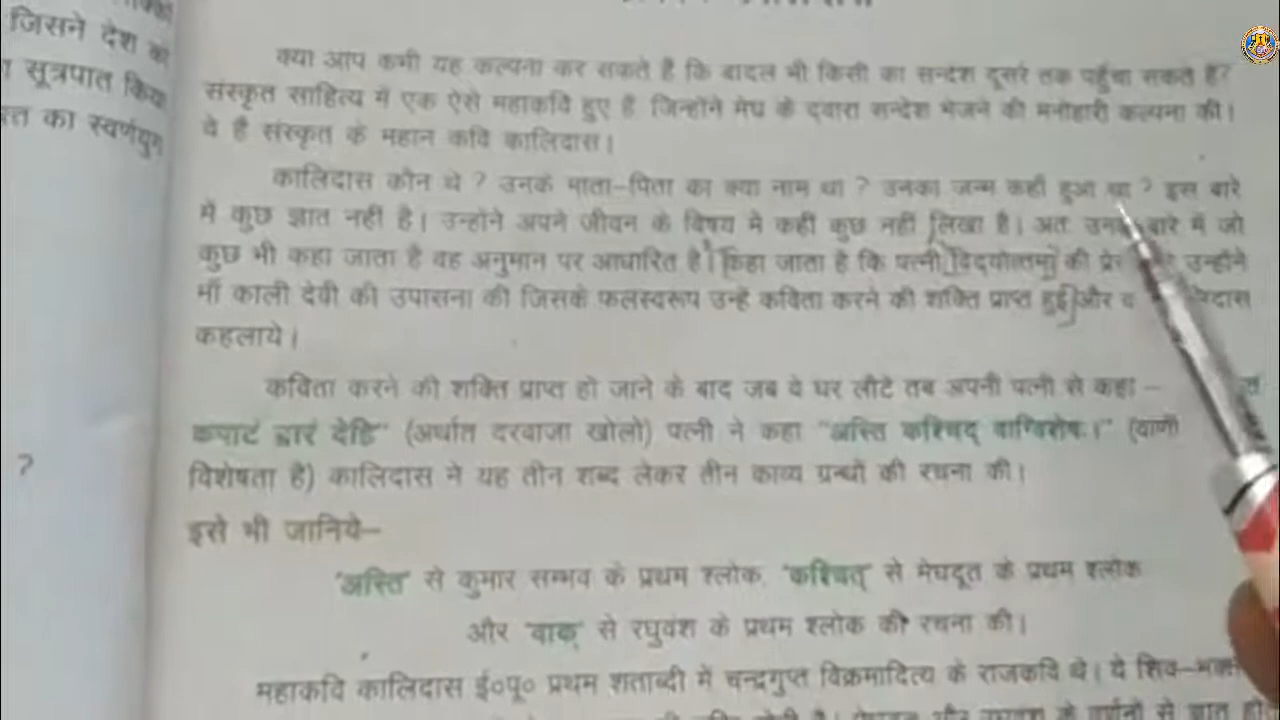 जिसने देश का
सूत्रपात किया
का स्वर्णयुग
क्या आप कभी यह कल्पना कर सकते हैं कि बादल भी किसी का सन्देश दूसरे तक पहुँचा सकते हैं?
संस्कृत साहित्य में एक ऐसे महाकवि हुए हैं जिन्होंने मेघ के द्वारा सन्देश भेजने की मनोहारी कल्पना की।
वे हैं संस्कृत के महान कवि कालिदास।
कालिदास कौन थे ? उनके माता-पिता का क्या नाम था ? उनका जन्म कहाँ हुआ था ? इस बारे
में कुछ ज्ञात नहीं है। उन्होंने अपने जीवन के विषय में कहीं कुछ नहीं लिखा है। अतः उनके बारे में जो
कुछ भी कहा जाता है वह अनुमान पर आधारित है। कहा जाता है कि पत्नी विद्योत्तमा की उन्होंने
माँ काली देवी की उपासना की जिसके फलस्वरूप उन्हें कविता करने की शक्ति प्राप्त हुई और
कहलाये।
कविता करने की शक्ति प्राप्त हो जाने के बाद जब वे घर लौटे तब अपनी पत्नी से कहा –
कपाटं द्वारं देहि" (अर्थात दरवाजा खोलो) पत्नी ने कहा "अस्ति कश्चिद् वाग्विशेषः।" (वाणी
विशेषता है) कालिदास ने यह तीन शब्द लेकर तीन काव्य ग्रन्थों की रचना की।
?
इसे भी जानिये–
'अस्ति' से कुमार सम्भव के प्रथम श्लोक, 'कश्चित्' से मेघदूत के प्रथम श्लोक
और 'वाक्' से रघुवंश के प्रथम श्लोक की रचना की।
महाकवि कालिदास ई०पू० प्रथम शताब्दी में चन्द्रगुप्त विक्रमादित्य के राजकवि थे। ये शिव-भक्त